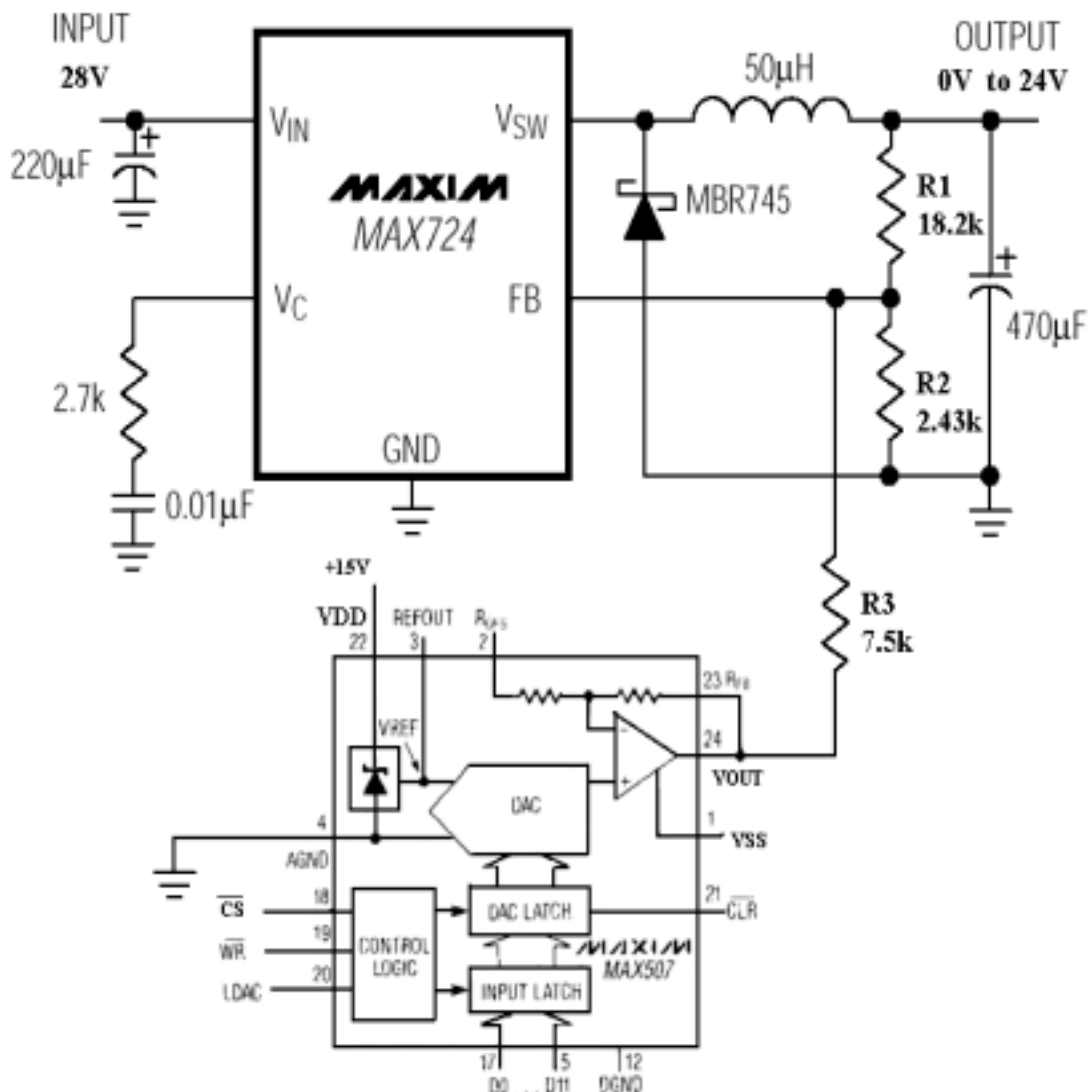 INPUT
28V
OUTPUT
0V to 24V
50µH
VIN
VSW
220µF
MAXIM
MAX724
MBR745
R1
18.2k
VC
FB
470µF
2.7k
R2
2.43k
GND
0.01µF
+15V
VDD
REFOUT
ROFS
22
3
2
R3
7.5k
23 RFB
VREF
24
VOUT
DAC
4
1
VSS
AGND
CS
18
21
CLR
DAC LATCH
WR
19
CONTROL
LOGIC
MAXIM
MAX507
LDAC
20
INPUT LATCH
17
5
12
D0
D11
DGND